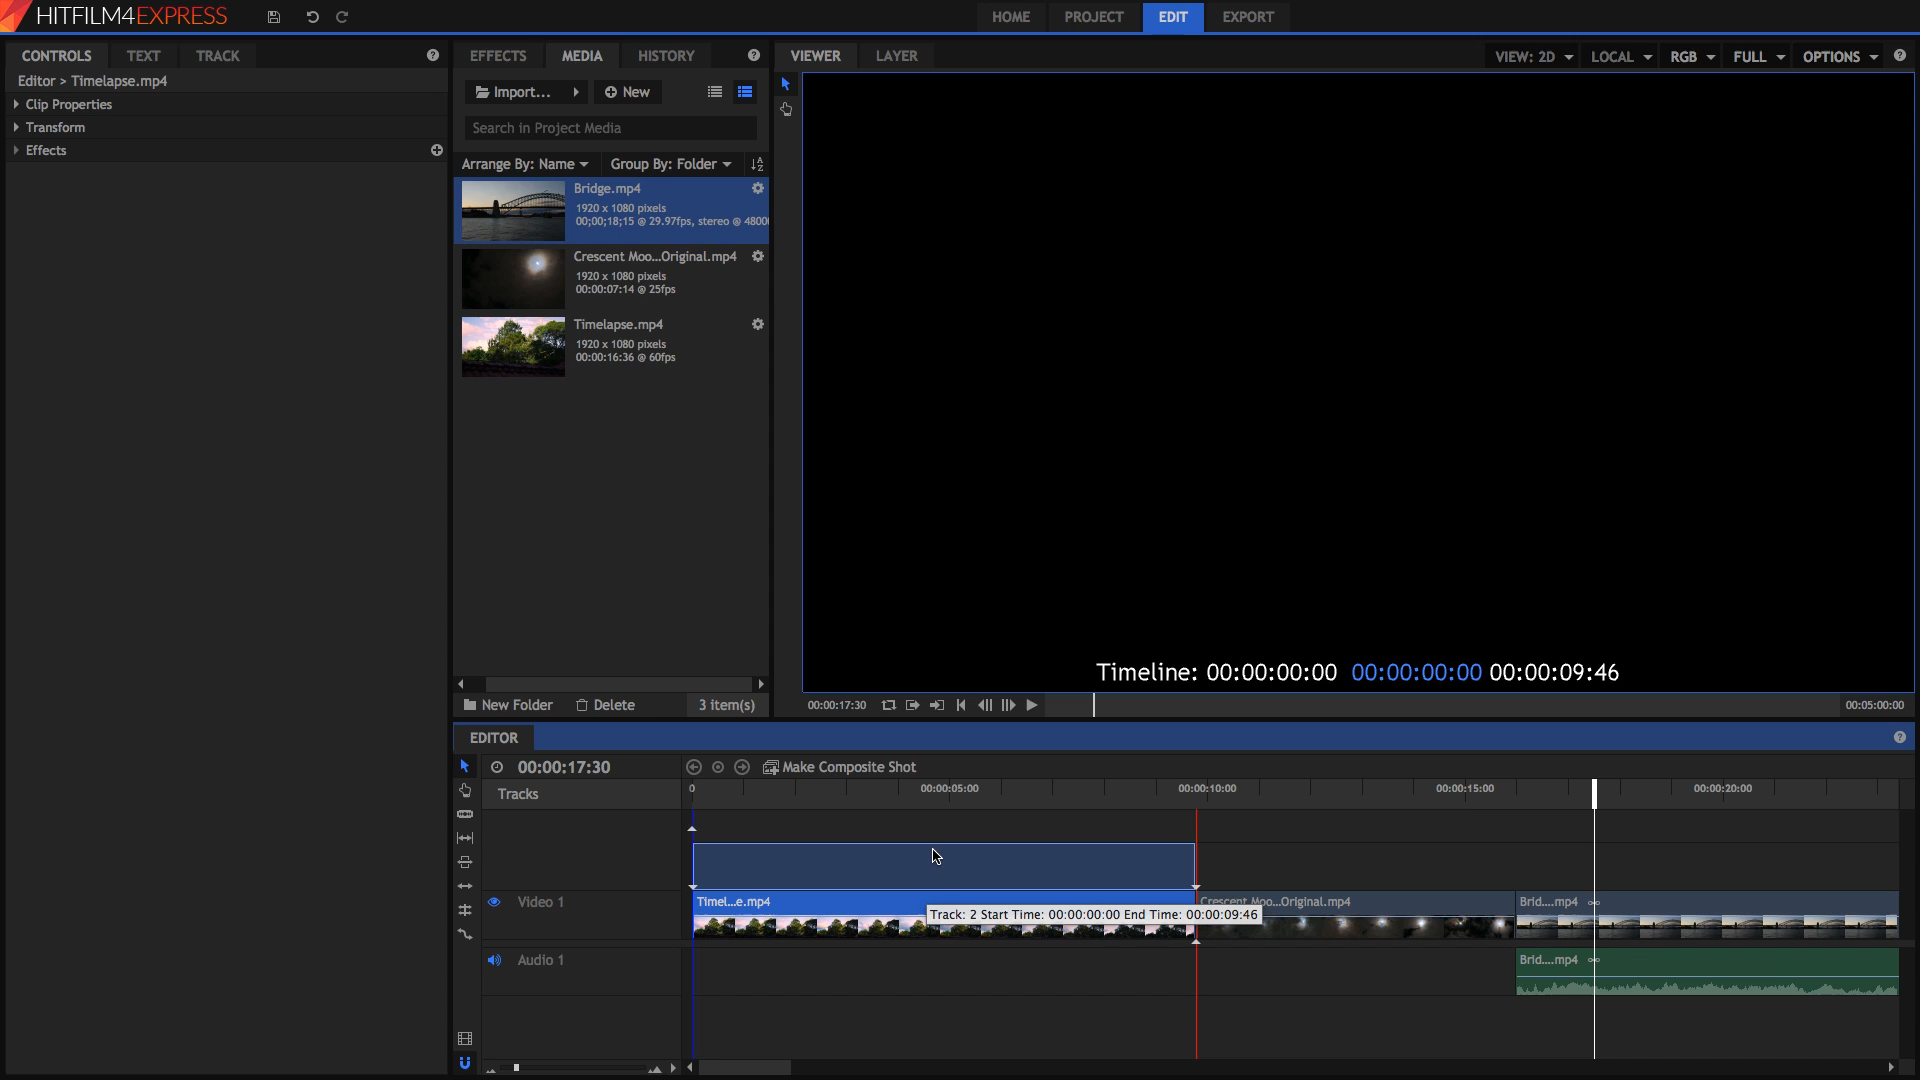 HITFILM4EXPRESS
HOME
PROJECT
EDIT
EXPORT
CONTROLS
TEXT
TRACK
Editor > Timelapse.mp4
Clip Properties
Transform
Effects
EFFECTS
MEDIA
HISTORY
Import...
New
Search in Project Media
Arrange By: Name
Group By: Folder
Bridge.mp4
1920 x 1080 pixels
00;00;18;15 @ 29.97fps, stereo @ 4800
Crescent Moo...Original.mp4
1920 x 1080 pixels
00:00:07:14 @ 25fps
Timelapse.mp4
1920 x 1080 pixels
00:00:16:36 @ 60fps
New Folder
Delete
3 item(s)
VIEWER
LAYER
VIEW: 2D
LOCAL
RGB
FULL
OPTIONS
Timeline: 00:00:00:00 00:00:00:00 00:00:09:46
00:00:17:30
00:05:00:00
EDITOR
00:00:17:30
Make Composite Shot
Tracks
0
00:00:05:00
00:00:10:00
00:00:15:00
00:00:20:00
Video 1
Timel...e.mp4
Crescent Moo...Original.mp4
Brid....mp4
Track: 2 Start Time: 00:00:00:00 End Time: 00:00:09:46
Audio 1
Brid....mp4